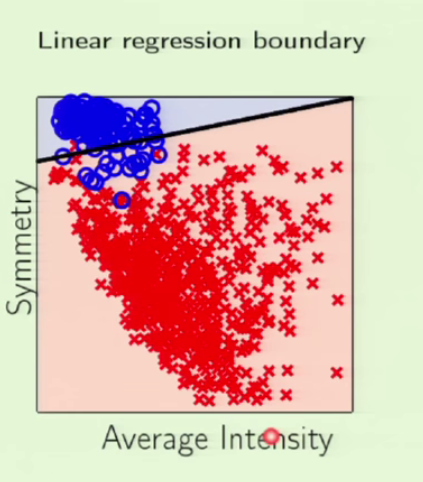 Linear regression boundary
Symmetry
Average Intensity